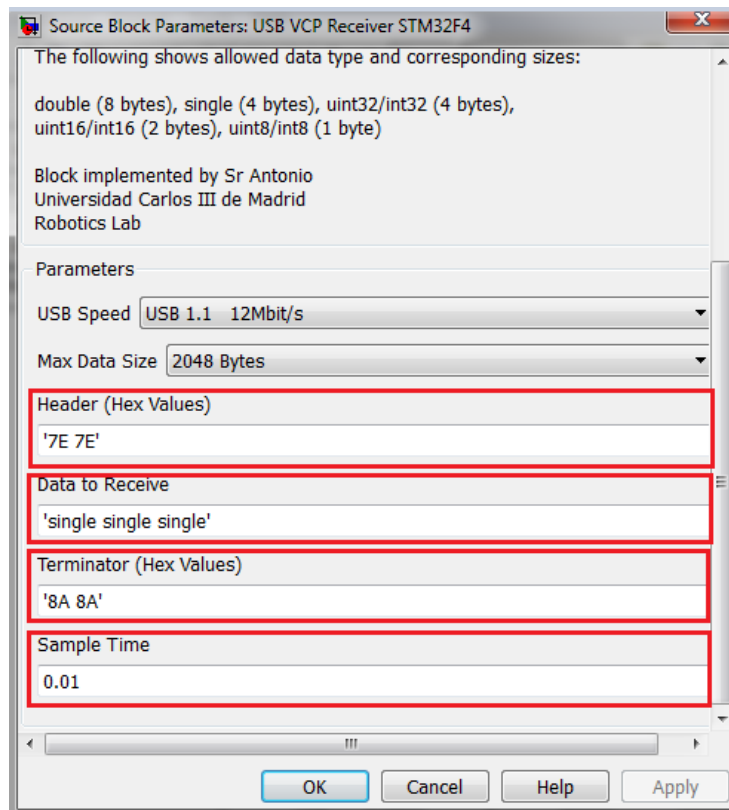 Source Block Parameters: USB VCP Receiver STM32F4
The following shows allowed data type and corresponding sizes:
double (8 bytes), single (4 bytes), uint32/int32 (4 bytes),
uint16/int16 (2 bytes), uint8/int8 (1 byte)
Block implemented by Sr Antonio
Universidad Carlos III de Madrid
Robotics Lab
Parameters
USB Speed USB 1.1 12Mbit/s
Max Data Size 2048 Bytes
Header (Hex Values)
'7E 7E'
Data to Receive
'single single single'
Terminator (Hex Values)
'8A 8A'
Sample Time
0.01
OK Cancel Help Apply